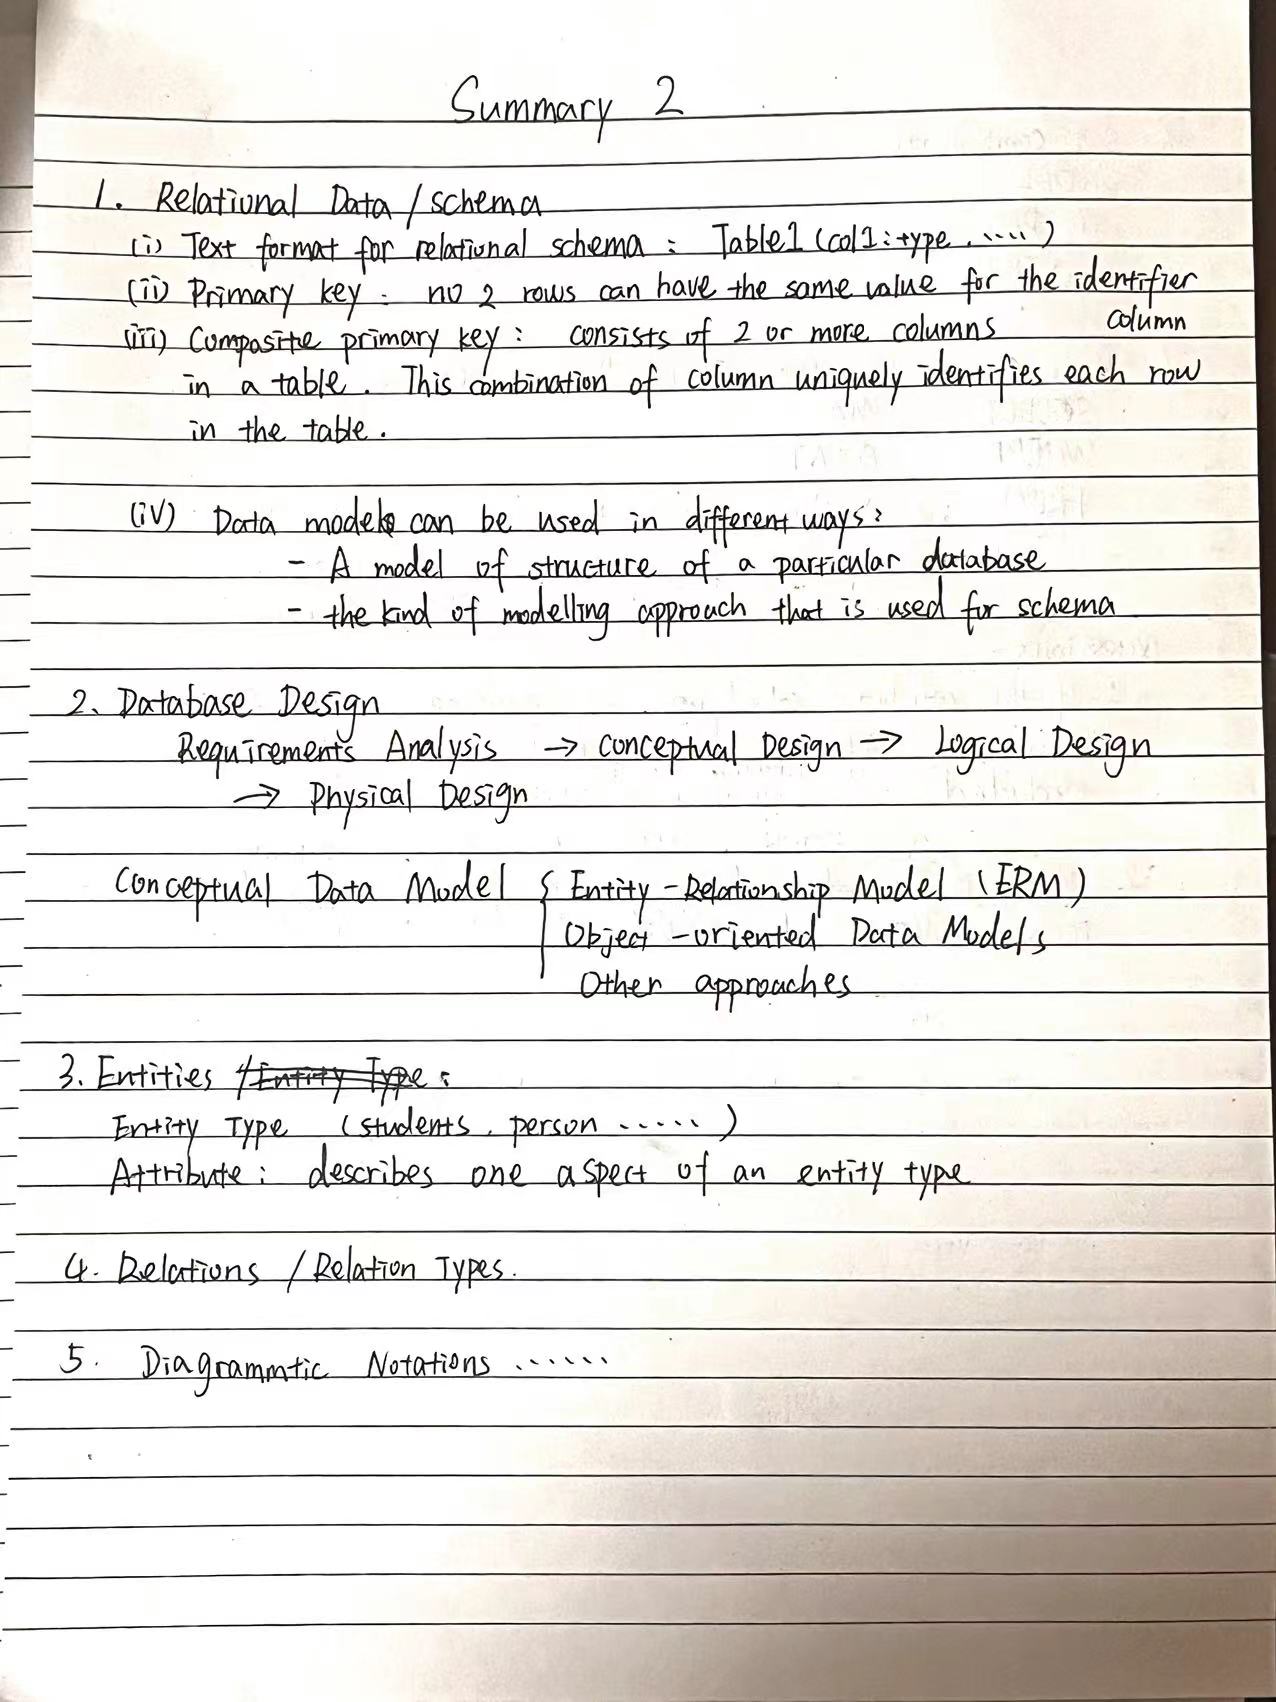 Summary 2
1. Relational Data / schema
(i) Text format for relational schema : Table1 (col1 : type , ..... )
(ii) Primary key : no 2 rows can have the same value for the identifier
column
(iii) Composite primary key : consists of 2 or more columns
in a table . This combination of column uniquely identifies each row
in the table .
(iv) Data models can be used in different ways :
- A model of structure of a particular database
- the kind of modelling approach that is used for schema
2、Database Design
Requirements Analysis → Conceptual Design → Logical Design
→ Physical Design
Conceptual Data Model { Entity - Relationship Model (ERM)
Object - oriented Data Models
Other approaches
3. Entities / Entity Type :
Entity Type (students , person ..... )
Attribute : describes one aspect of an entity type
4. Relations / Relation Types.
5. Diagrammtic Notations ......